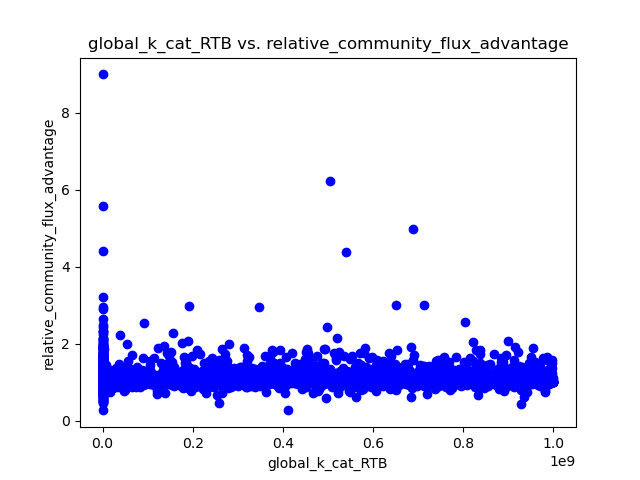 global_k_cat_RTB vs. relative_community_flux_advantage
relative_community_flux_advantage
8
6
4
2
0
0.0 0.2 0.4 0.6 0.8 1.0
1e9
global_k_cat_RTB